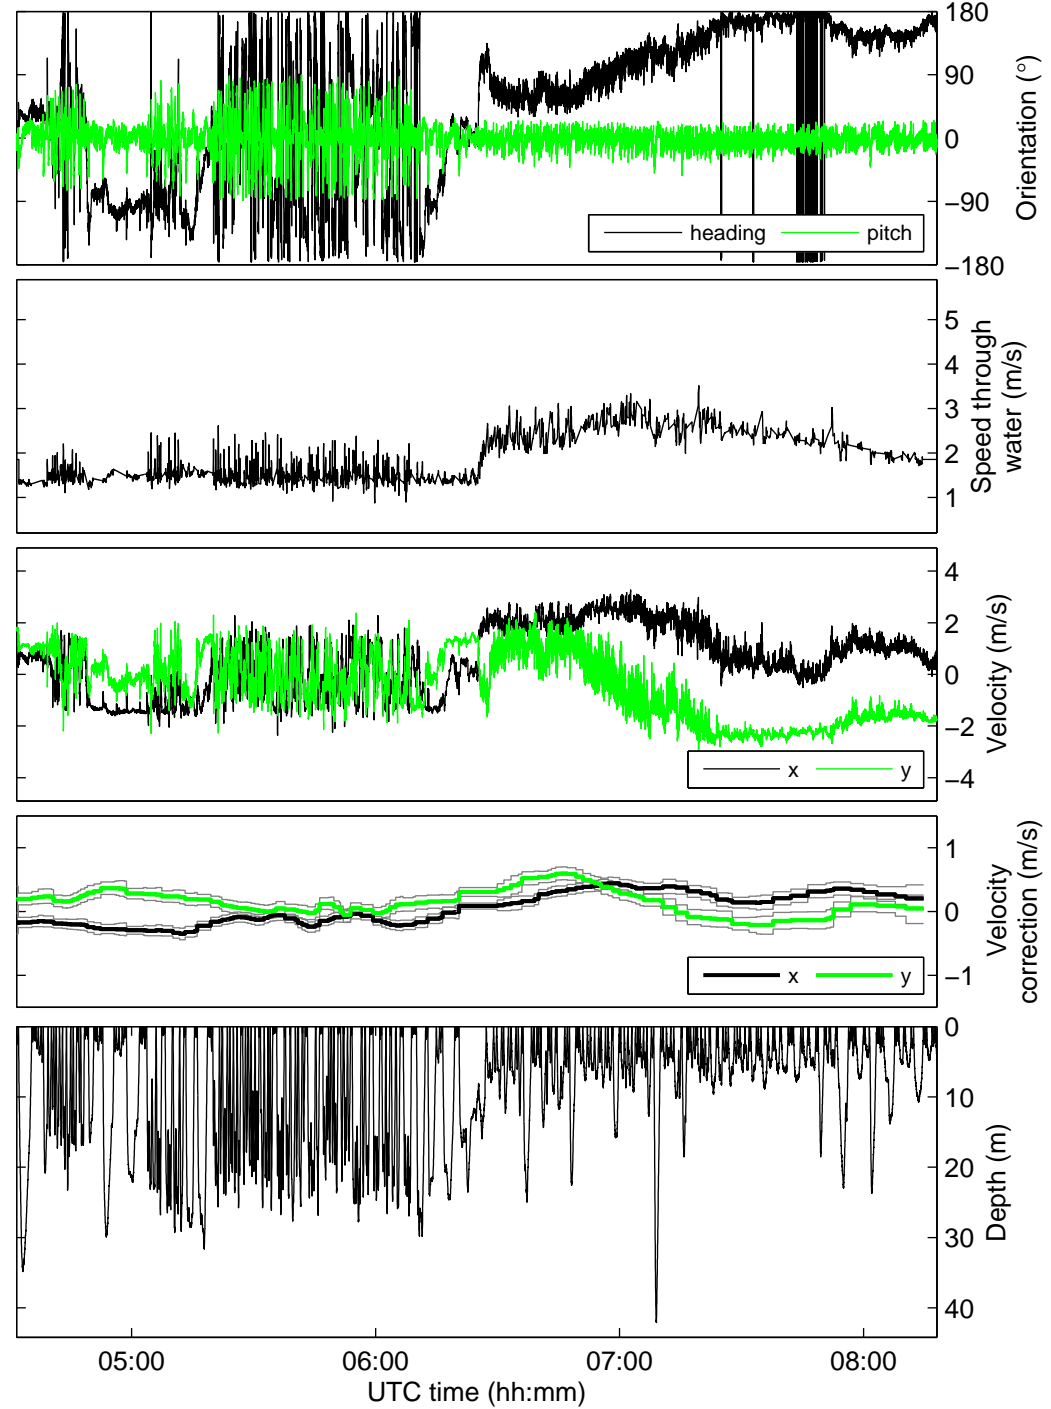 180
90
0
−90
−180
Orientation (°)
heading
pitch
5
4
3
2
1
Speed through
water (m/s)
4
2
0
−2
−4
Velocity (m/s)
x
y
1
0
−1
Velocity
correction (m/s)
x
y
0
10
20
30
40
Depth (m)
05:00
06:00
07:00
08:00
UTC time (hh:mm)